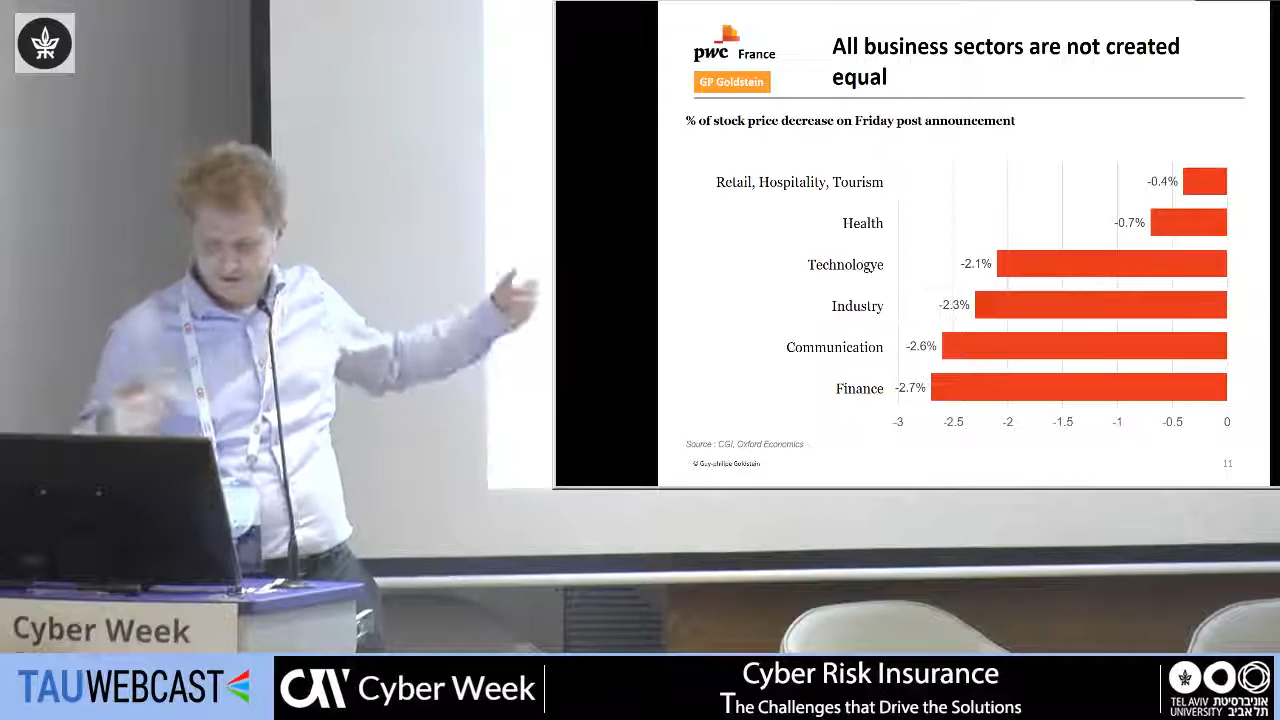 pwc France
GP Goldstein
All business sectors are not created
equal
% of stock price decrease on Friday post announcement
Retail, Hospitality, Tourism
-0.4%
Health
-0.7%
Technologye
-2.1%
Industry
-2.3%
Communication
-2.6%
Finance
-2.7%
-3 -2.5 -2 -1.5 -1 -0.5 0
Source : CGI, Oxford Economics
© Guy-philipe Goldstein
11
Cyber Week
TAUWEBCAST
Cyber Week
Cyber Risk Insurance
The Challenges that Drive the Solutions
TEL AVIV אוניברסיטת
UNIVERSITY תל אביב